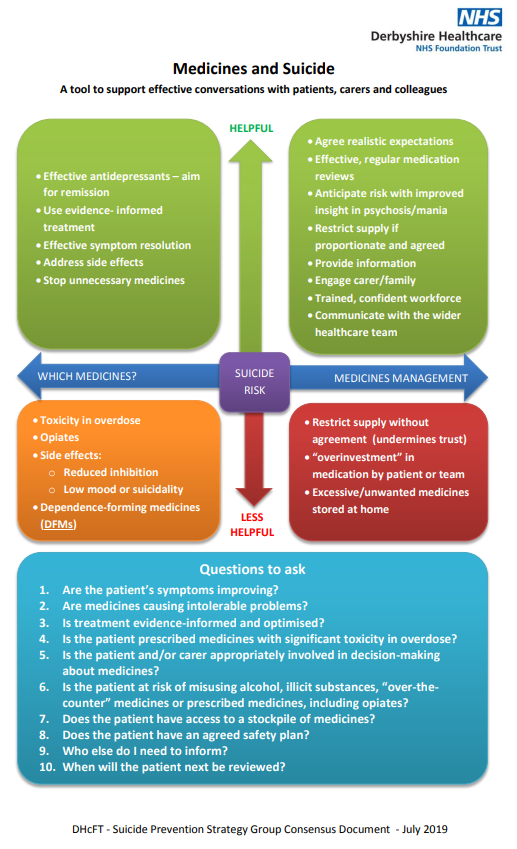 NHS
Derbyshire Healthcare
NHS Foundation Trust
Medicines and Suicide
A tool to support effective conversations with patients, carers and colleagues
HELPFUL
• Effective antidepressants – aim
for remission
• Use evidence- informed
treatment
• Effective symptom resolution
• Address side effects
• Stop unnecessary medicines
• Agree realistic expectations
• Effective, regular medication
reviews
• Anticipate risk with improved
insight in psychosis/mania
• Restrict supply if
proportionate and agreed
• Provide information
• Engage carer/family
• Trained, confident workforce
• Communicate with the wider
healthcare team
WHICH MEDICINES?
SUICIDE
RISK
MEDICINES MANAGEMENT
• Toxicity in overdose
• Opiates
• Side effects:
o Reduced inhibition
o Low mood or suicidality
• Dependence-forming medicines
(DFMs)
• Restrict supply without
agreement (undermines trust)
• “overinvestment” in
medication by patient or team
• Excessive/unwanted medicines
stored at home
LESS
HELPFUL
Questions to ask
1. Are the patient’s symptoms improving?
2. Are medicines causing intolerable problems?
3. Is treatment evidence-informed and optimised?
4. Is the patient prescribed medicines with significant toxicity in overdose?
5. Is the patient and/or carer appropriately involved in decision-making
about medicines?
6. Is the patient at risk of misusing alcohol, illicit substances, “over-the-
counter” medicines or prescribed medicines, including opiates?
7. Does the patient have access to a stockpile of medicines?
8. Does the patient have an agreed safety plan?
9. Who else do I need to inform?
10. When will the patient next be reviewed?
DHcFT - Suicide Prevention Strategy Group Consensus Document - July 2019